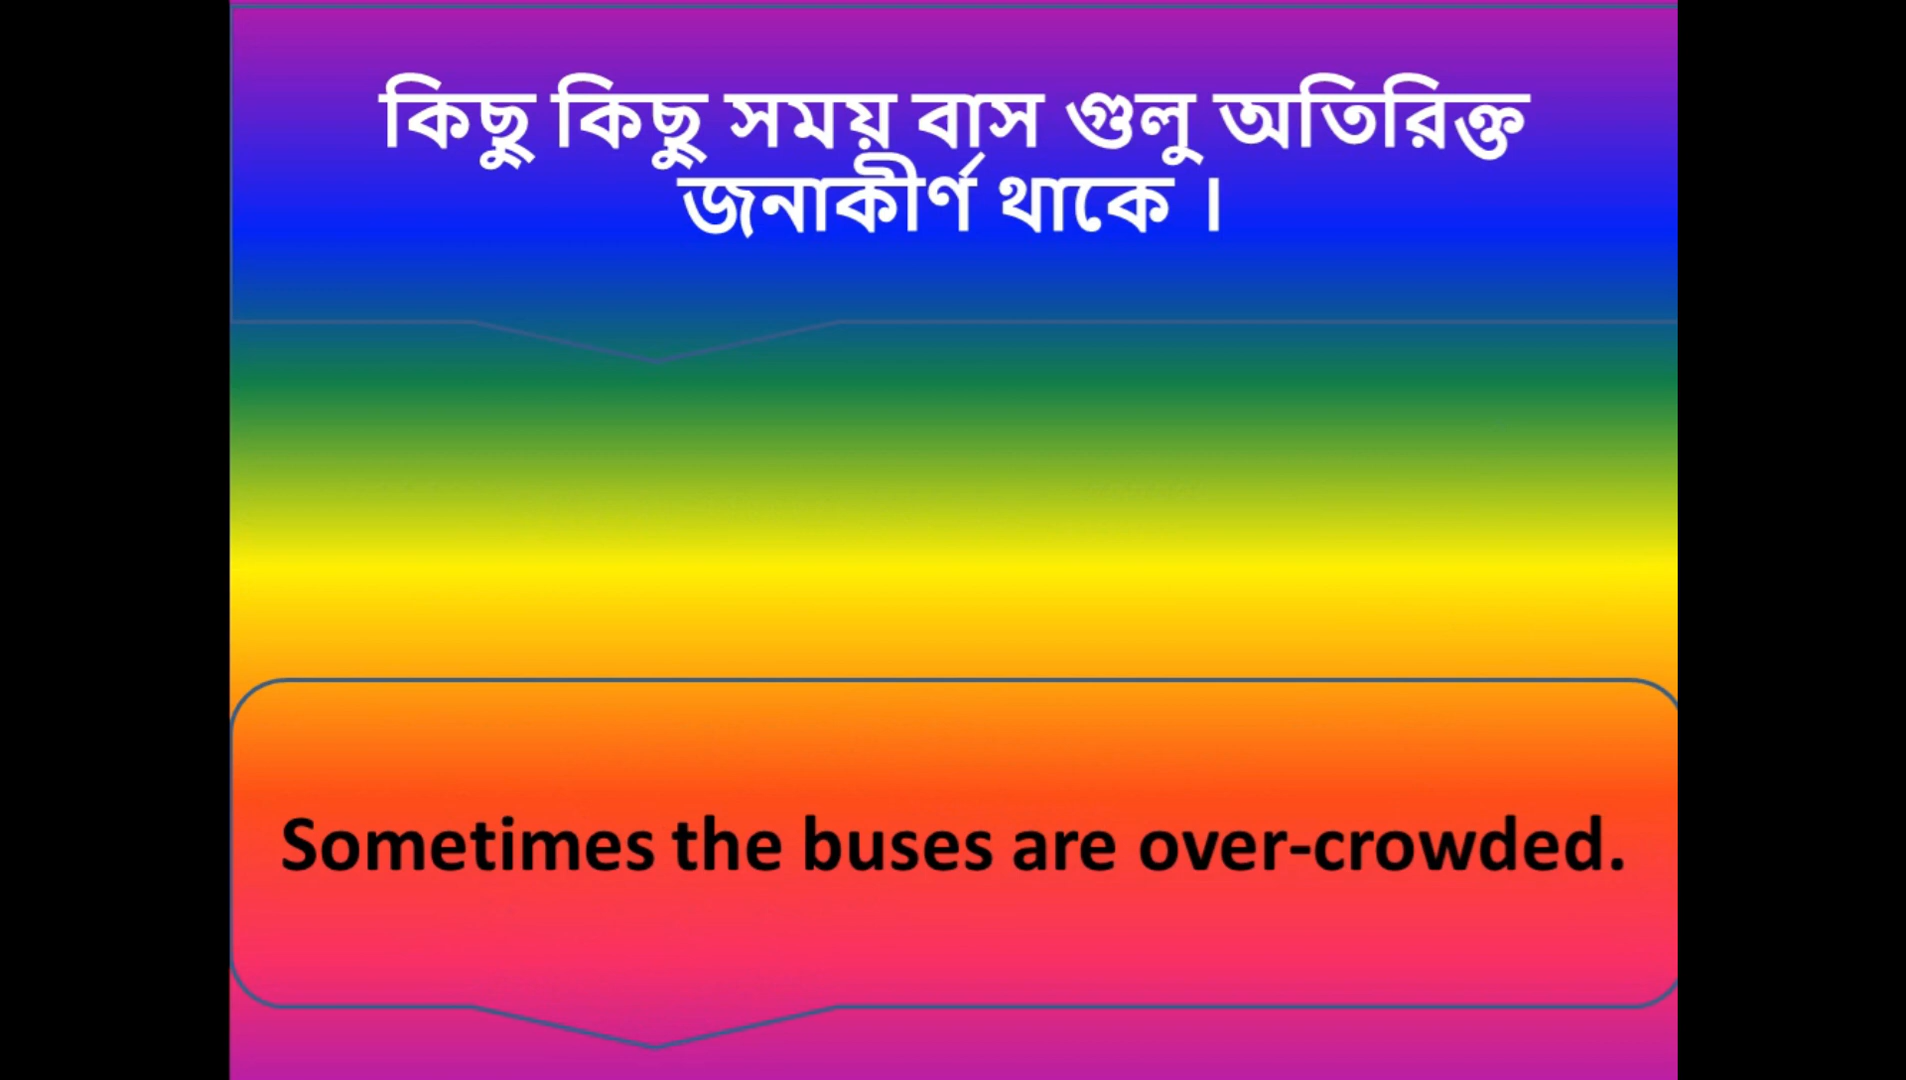 কিছু কিছু সময় বাস গুলু অতিরিক্ত
জনাকীর্ণ থাকে ।
Sometimes the buses are over-crowded.